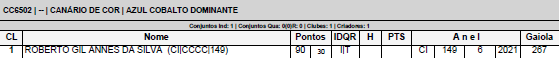 CC6502 | -- | CANÁRIO DE COR | AZUL COBALTO DOMINANTE
Conjuntos Ind: 1 | Conjuntos Qua: 0(0)R: 0 | Clubes: 1 | Criadores: 1
CL Nome Pontos IDQR H PTS A n e l Gaiola
1 ROBERTO GIL ANNES DA SILVA (CI|CCCC|149) 90 30 I|T CI 149 6 2021 267